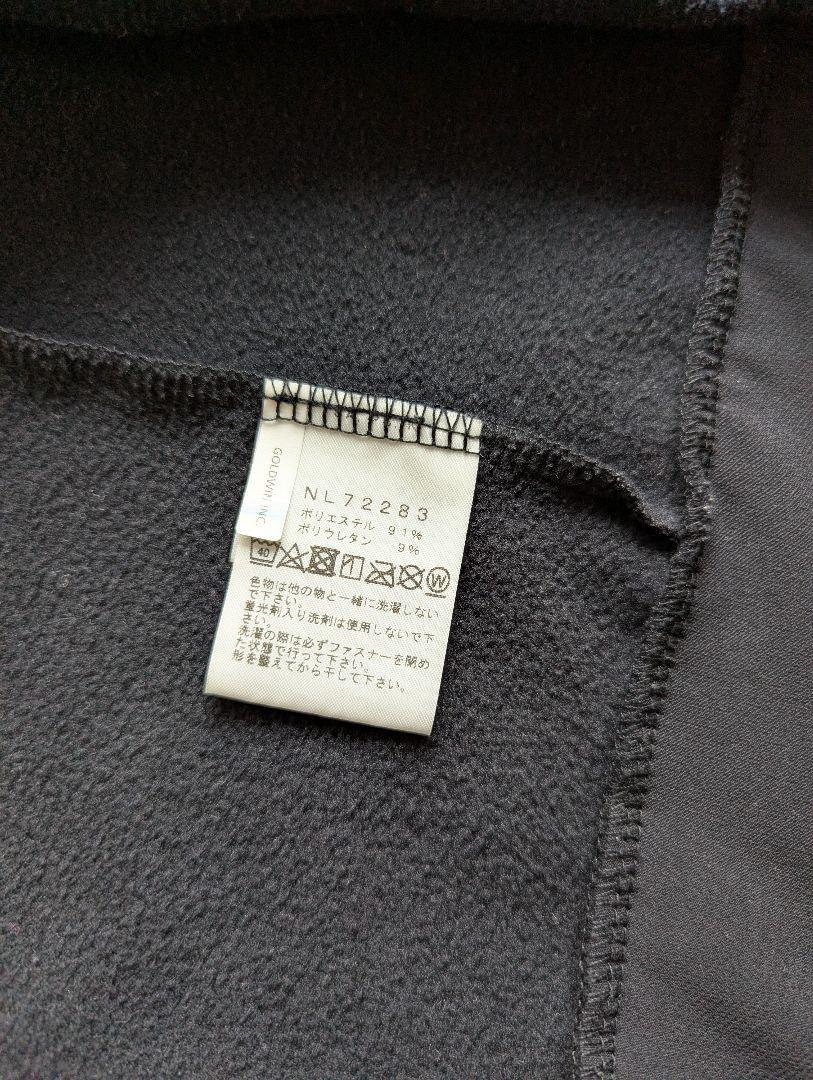 GOLDWIN INC.
NL72283
ポリエステル 91%
ポリウレタン 9%
40
W
色物は他の物と一緒に洗濯しない
で下さい。
蛍光剤入り洗剤は使用しないで下
さい。
洗濯の際は必ずファスナーを閉め
た状態で行って下さい。
形を整えてから干して下さい。